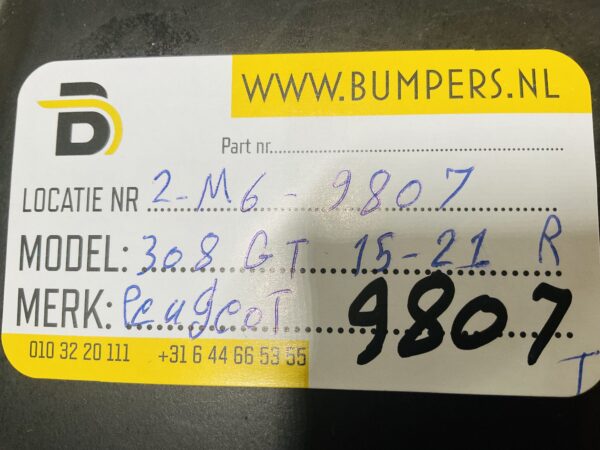 WWW.BUMPERS.NL
B
Part nr.
LOCATIE NR 2-M6-9807
MODEL: 308 GT 15-21 R
MERK: Peugeot 9807
010 32 20 111 +31 6 44 66 53 55 T